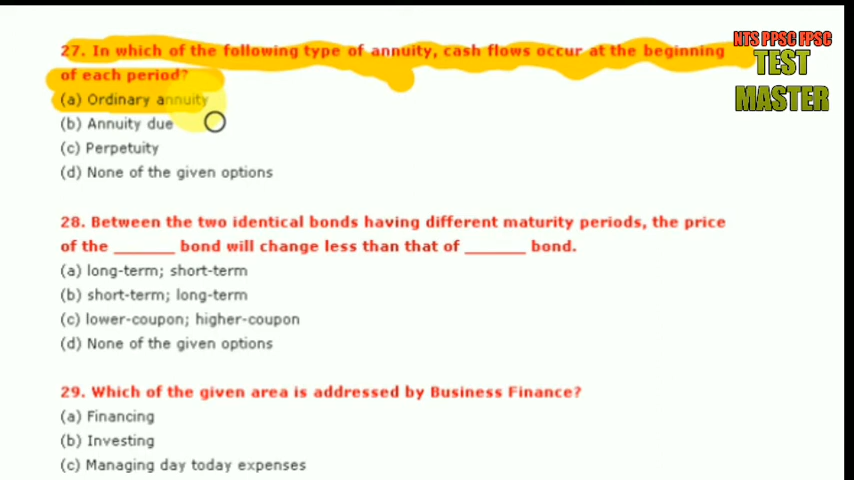 27. In which of the following type of annuity, cash flows occur at the beginning
of each period?
(a) Ordinary annuity
(b) Annuity due
(c) Perpetuity
(d) None of the given options
28. Between the two identical bonds having different maturity periods, the price
of the ______ bond will change less than that of ______ bond.
(a) long-term; short-term
(b) short-term; long-term
(c) lower-coupon; higher-coupon
(d) None of the given options
29. Which of the given area is addressed by Business Finance?
(a) Financing
(b) Investing
(c) Managing day today expenses
NTS PPSC FPSC
TEST
MASTER